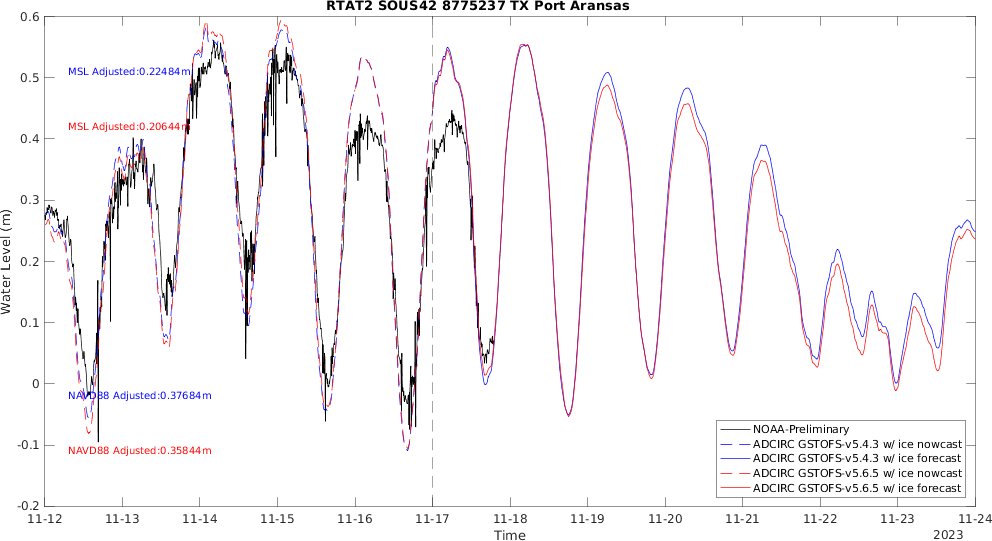 RTAT2 SOUS42 8775237 TX Port Aransas
0.6
0.5
0.4
0.3
0.2
0.1
0
-0.1
-0.2
Water Level (m)
MSL Adjusted:0.22484m
MSL Adjusted:0.20644m
NAVD88 Adjusted:0.37684m
NAVD88 Adjusted:0.35844m
NOAA-Preliminary
ADCIRC GSTOFS-v5.4.3 w/ ice nowcast
ADCIRC GSTOFS-v5.4.3 w/ ice forecast
ADCIRC GSTOFS-v5.6.5 w/ ice nowcast
ADCIRC GSTOFS-v5.6.5 w/ ice forecast
11-12 11-13 11-14 11-15 11-16 11-17 11-18 11-19 11-20 11-21 11-22 11-23 11-24
Time
2023